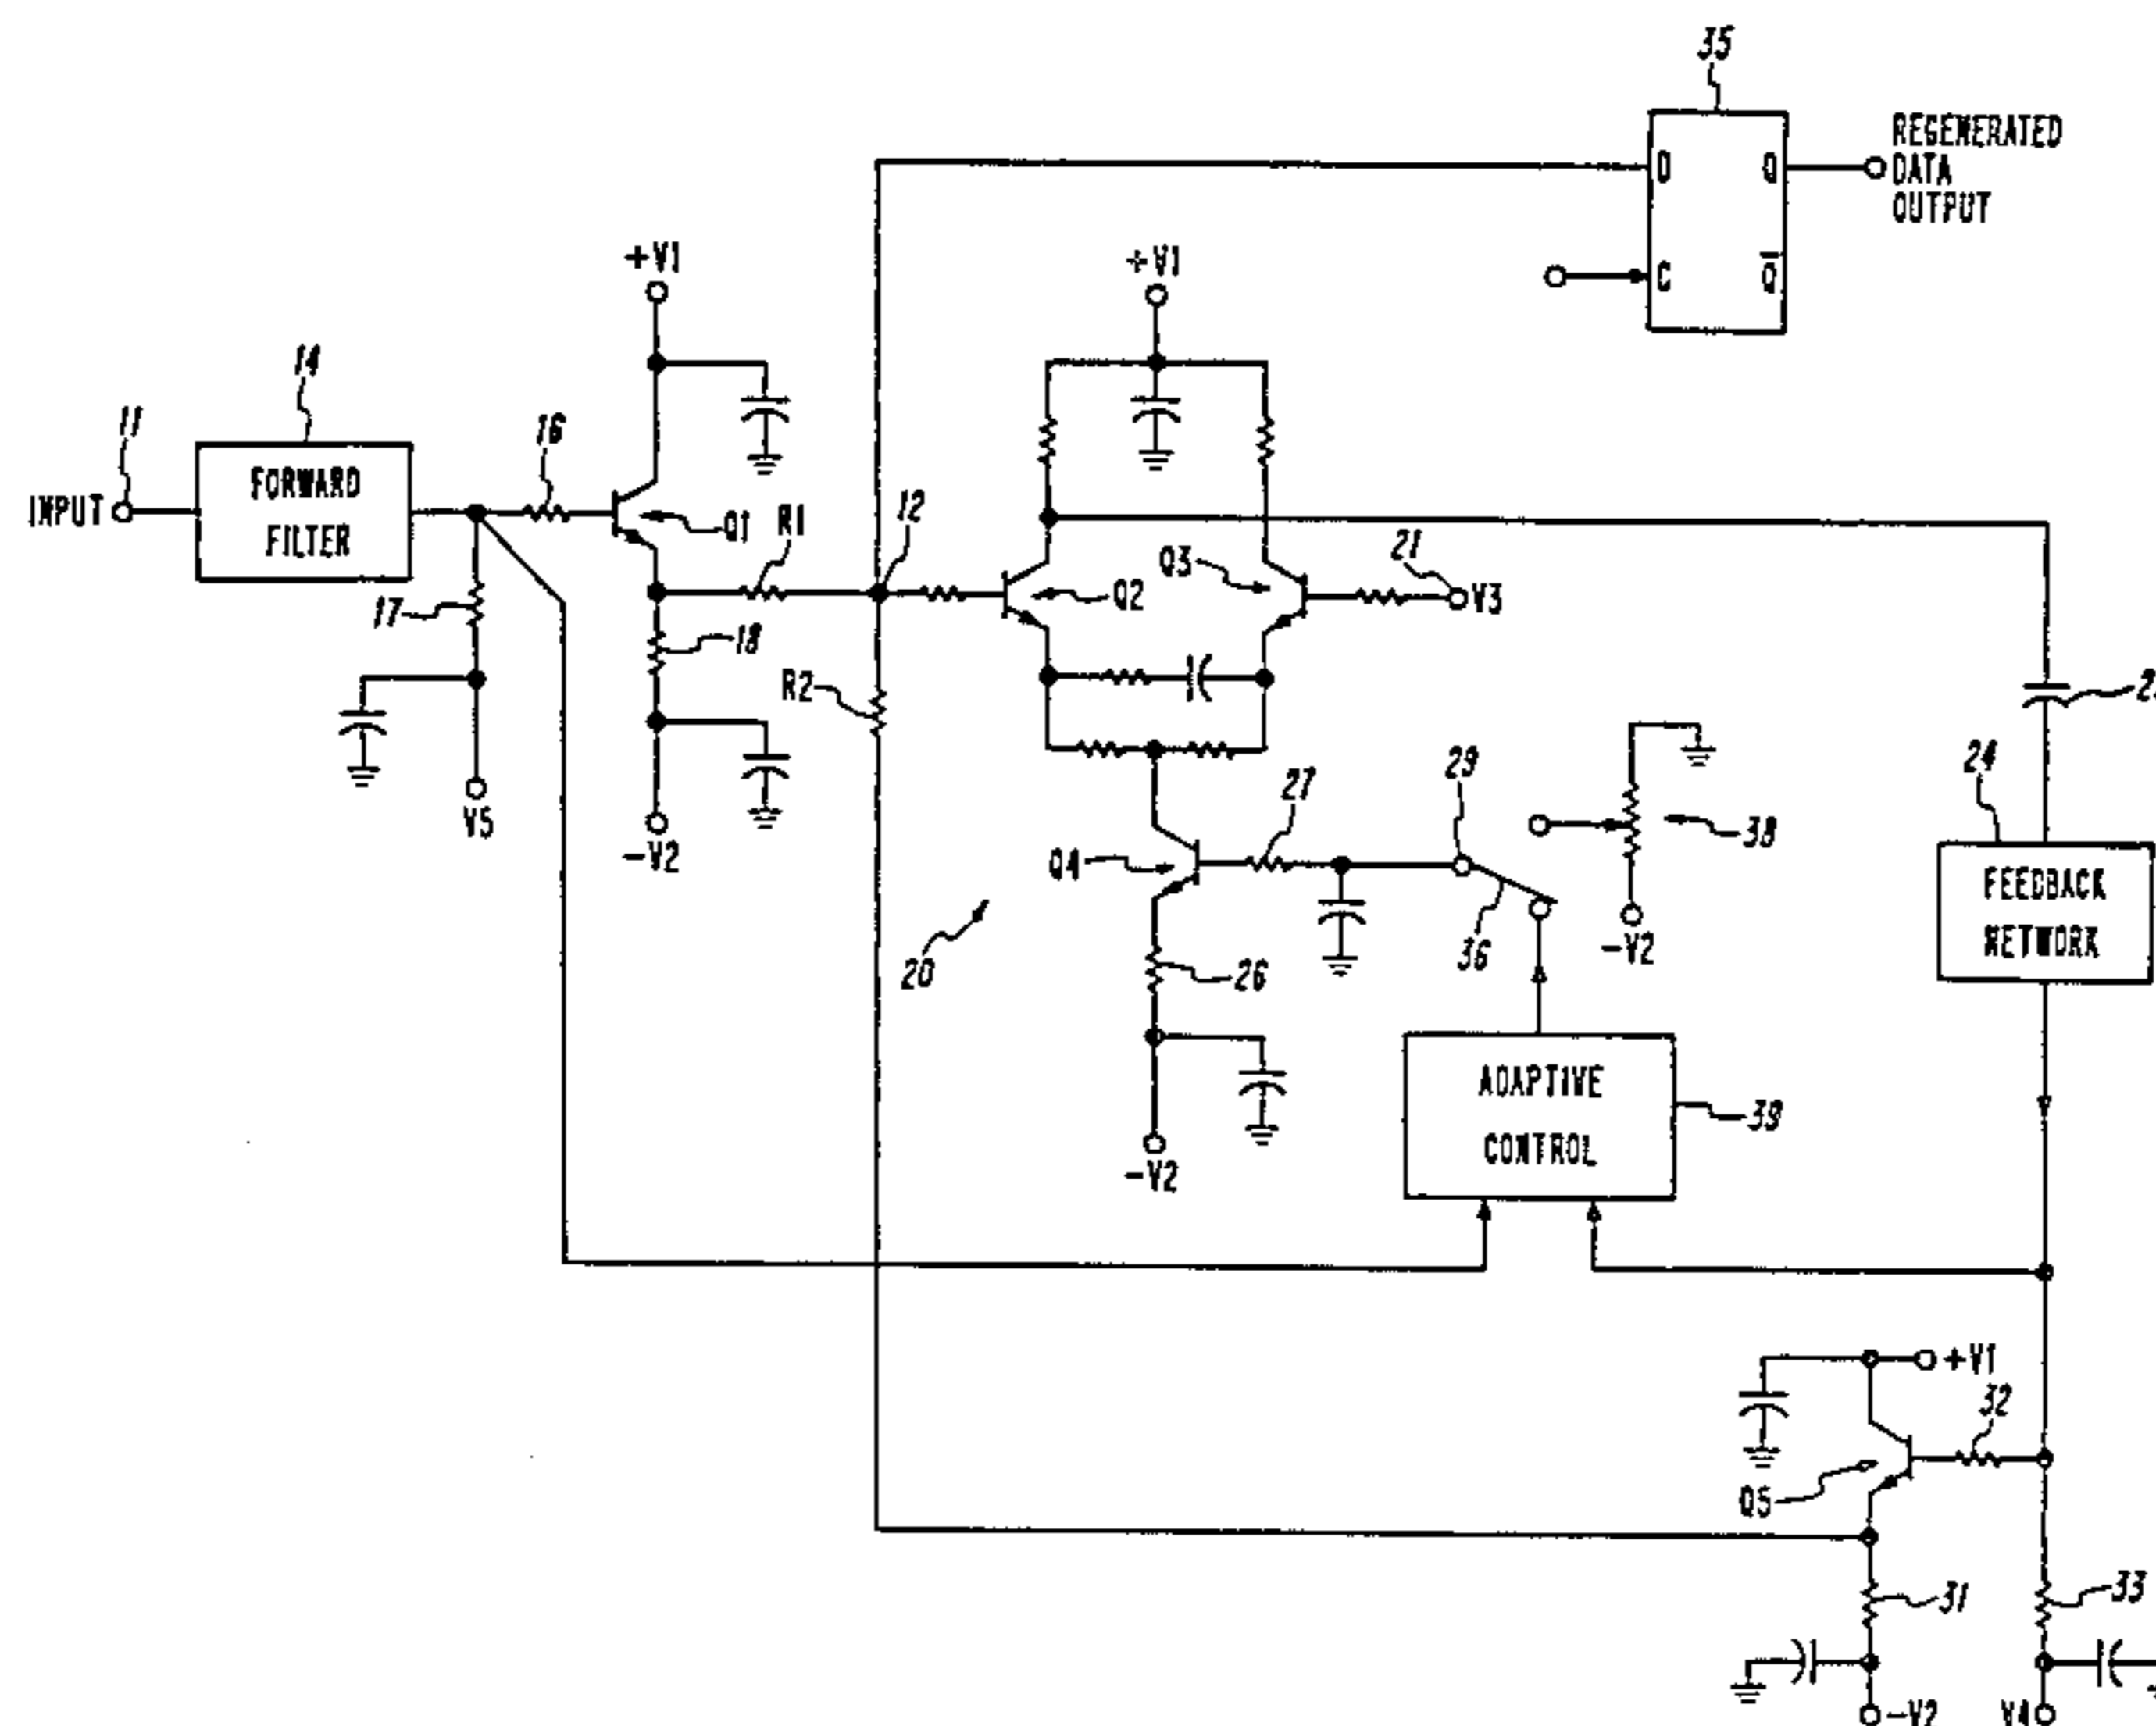 35
REGENERATED
DATA
OUTPUT
D
Q
C
Q̅
+V1
+V1
14
11
16
INPUT
FORWARD
FILTER
Q1
R1
12
Q3
21
V3
Q2
17
18
R2
V5
-V2
27
29
38
24
Q4
FEEDBACK
NETWORK
20
26
36
-V2
ADAPTIVE
CONTROL
39
-V2
+V1
32
Q5
31
33
-V2
V4